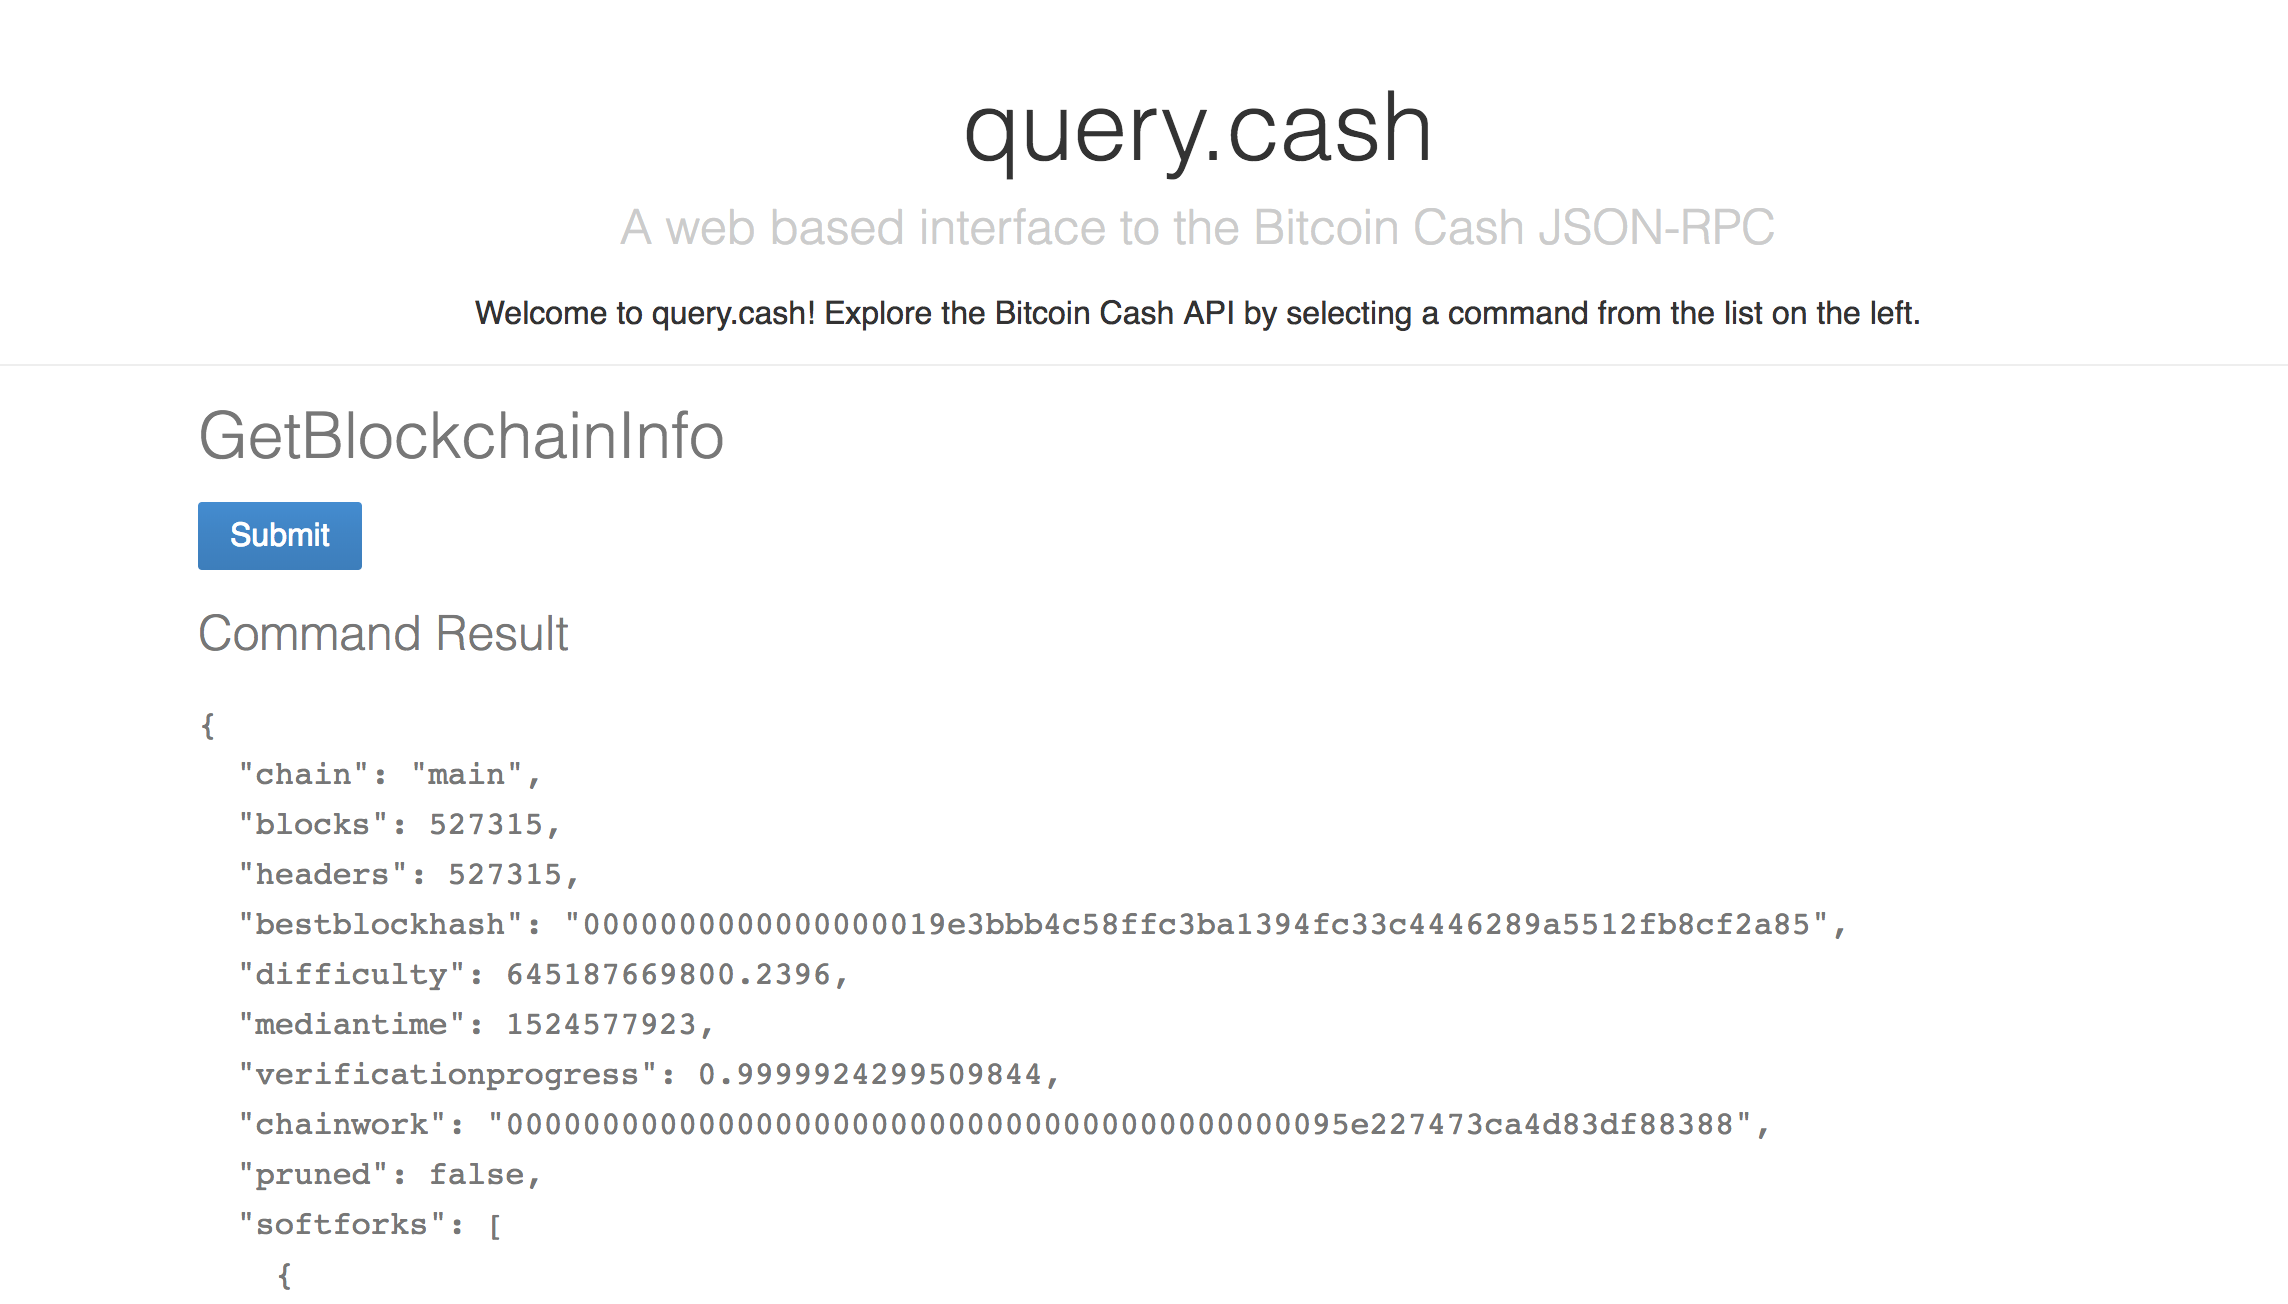 query.cash
A web based interface to the Bitcoin Cash JSON-RPC
Welcome to query.cash! Explore the Bitcoin Cash API by selecting a command from the list on the left.
GetBlockchainInfo
Submit
Command Result
{
"chain": "main",
"blocks": 527315,
"headers": 527315,
"bestblockhash": "0000000000000000019e3bbb4c58ffc3ba1394fc33c4446289a5512fb8cf2a85",
"difficulty": 645187669800.2396,
"mediantime": 1524577923,
"verificationprogress": 0.9999924299509844,
"chainwork": "00000000000000000000000000000000000000000095e227473ca4d83df88388",
"pruned": false,
"softforks": [
{